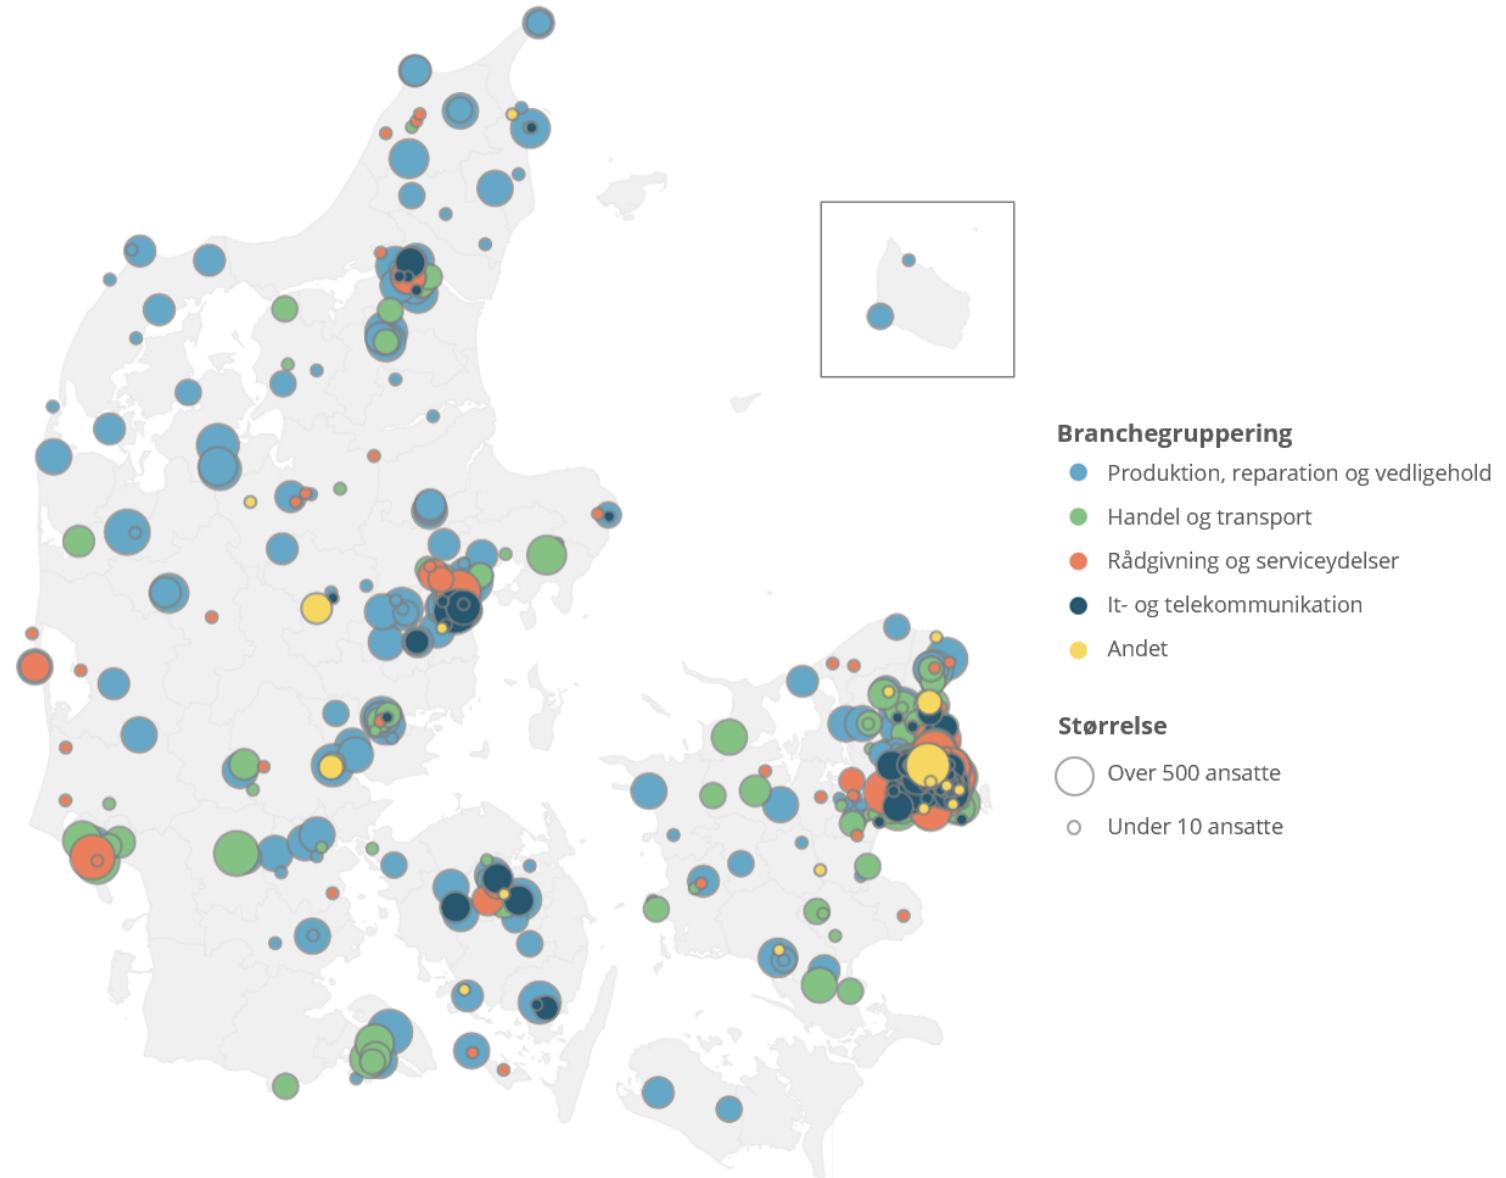 Branchegruppering
Produktion, reparation og vedligehold
Handel og transport
Rådgivning og serviceydelser
It- og telekommunikation
Andet
Størrelse
Over 500 ansatte
Under 10 ansatte